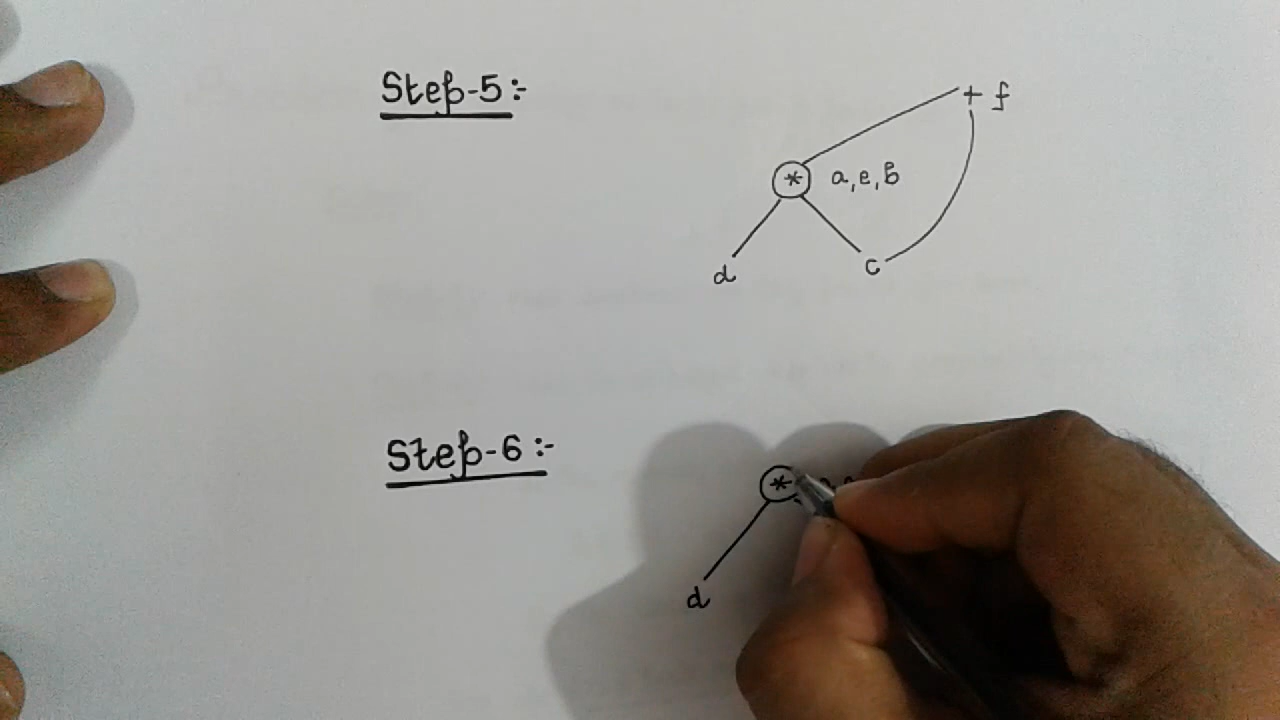 Step-5:-
+ f
* a,e,b
d c
Step-6:-
*
d